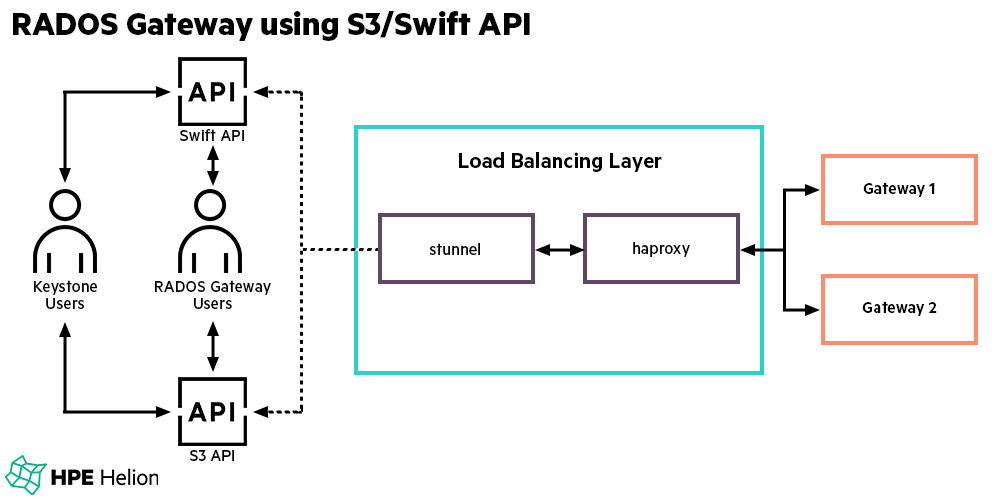 RADOS Gateway using S3/Swift API
API
Swift API
Keystone
Users
RADOS Gateway
Users
API
S3 API
Load Balancing Layer
stunnel
haproxy
Gateway 1
Gateway 2
HPE Helion